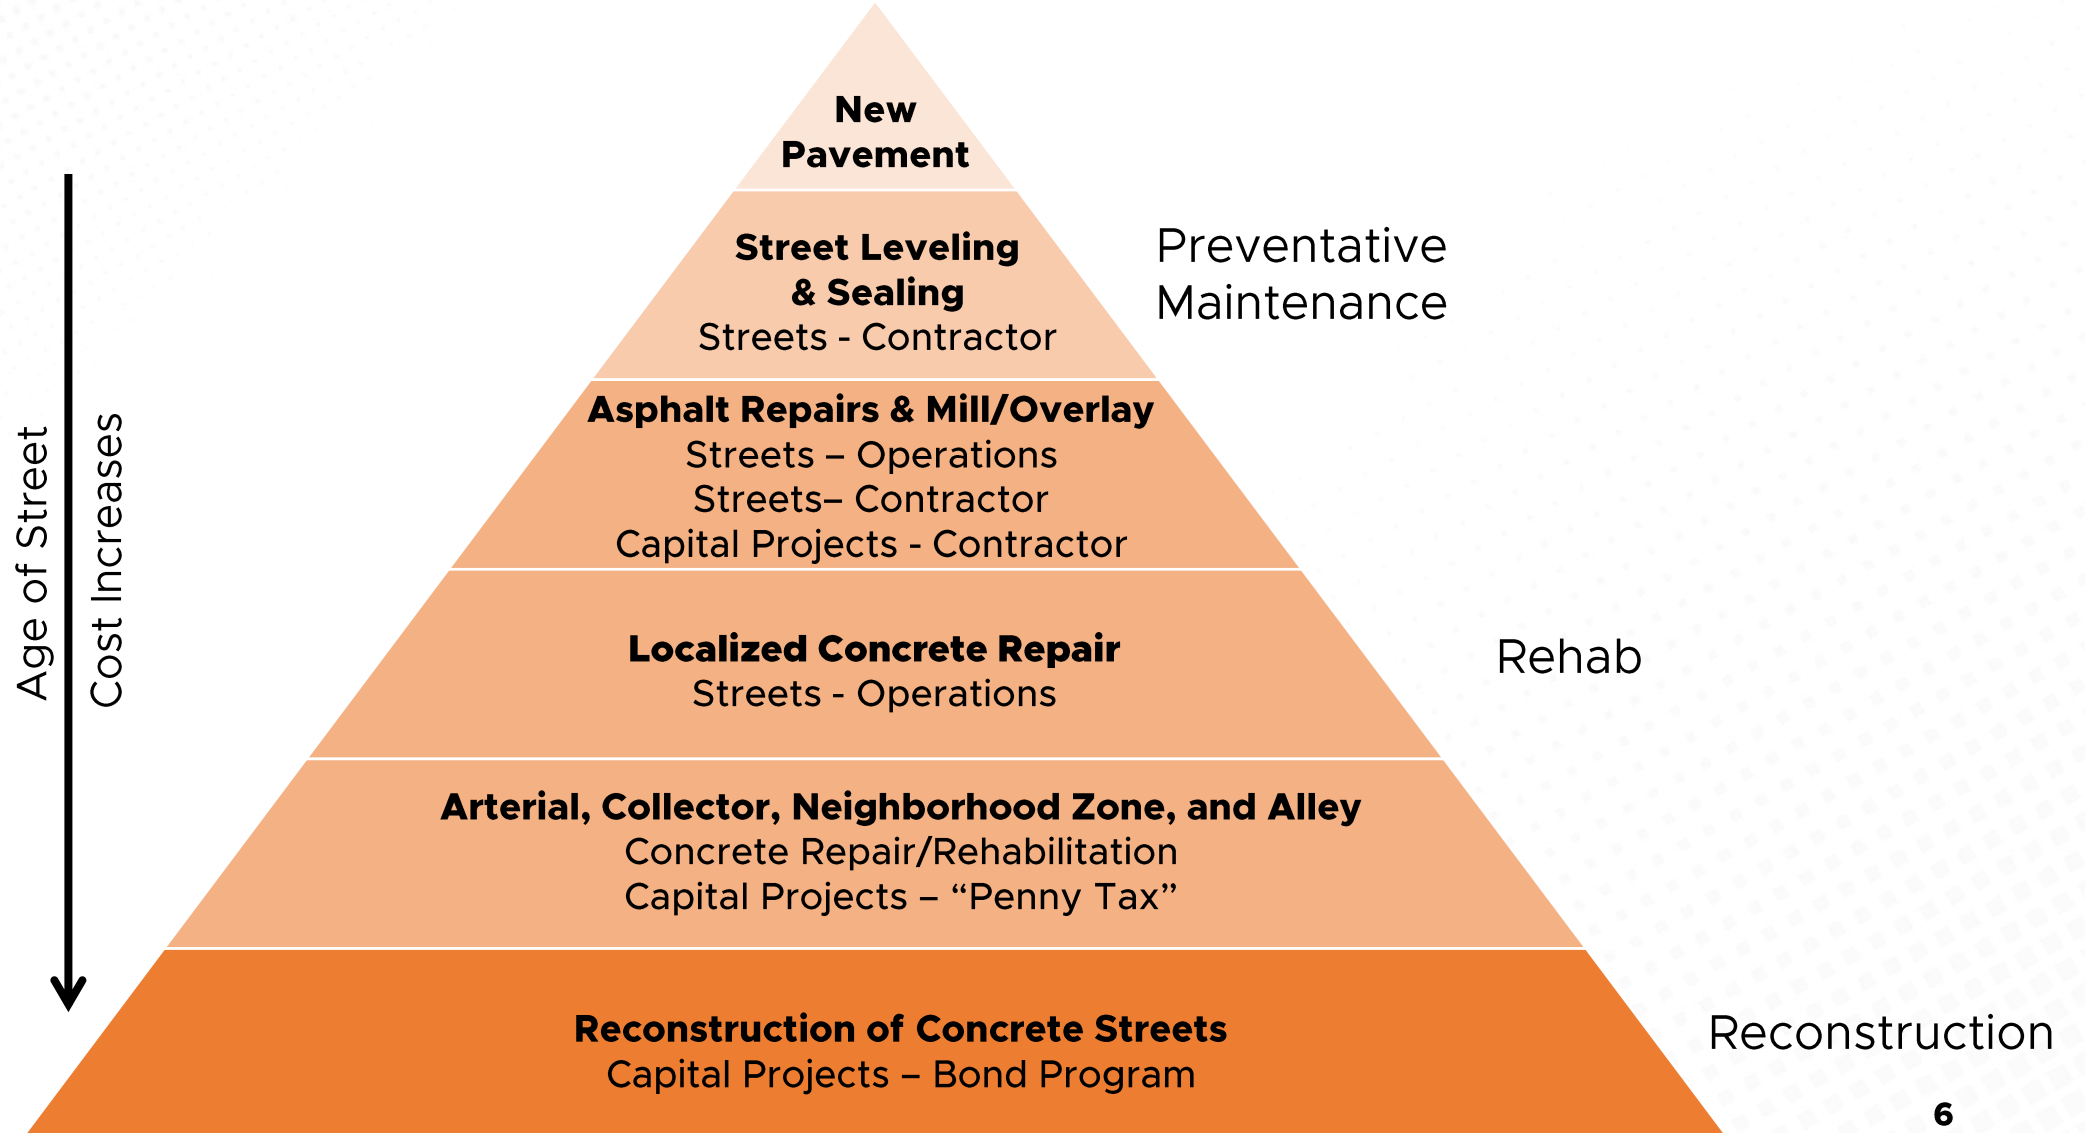 New
Pavement
Street Leveling
& Sealing
Streets - Contractor
Preventative
Maintenance
Asphalt Repairs & Mill/Overlay
Streets – Operations
Streets– Contractor
Capital Projects - Contractor
Age of Street
Cost Increases
Localized Concrete Repair
Streets - Operations
Rehab
Arterial, Collector, Neighborhood Zone, and Alley
Concrete Repair/Rehabilitation
Capital Projects – “Penny Tax”
Reconstruction of Concrete Streets
Capital Projects – Bond Program
Reconstruction
6